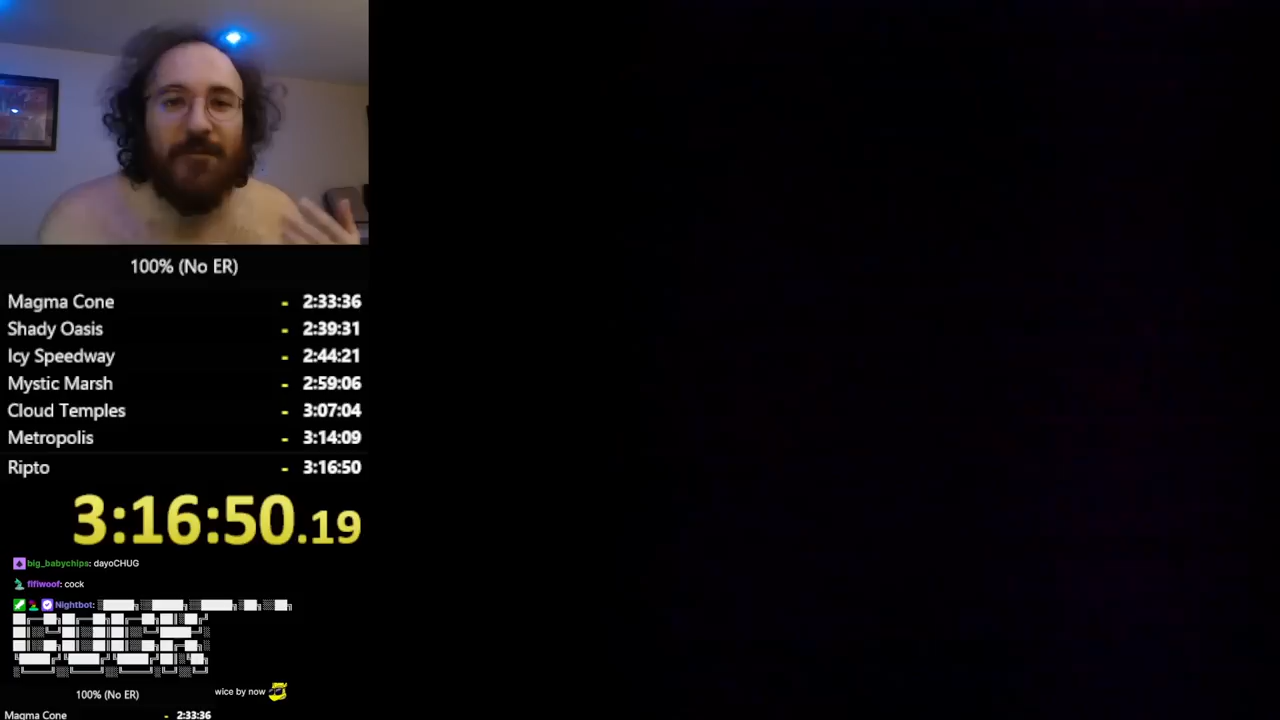 100% (No ER)
Magma Cone - 2:33:36
Shady Oasis - 2:39:31
Icy Speedway - 2:44:21
Mystic Marsh - 2:59:06
Cloud Temples - 3:07:04
Metropolis - 3:14:09
Ripto - 3:16:50
3:16:50.19
big_babychips: dayoCHUG
fifiwoof: cock
Nightbot:
100% (No ER)
wice by now
Magma Cone - 2:33:36